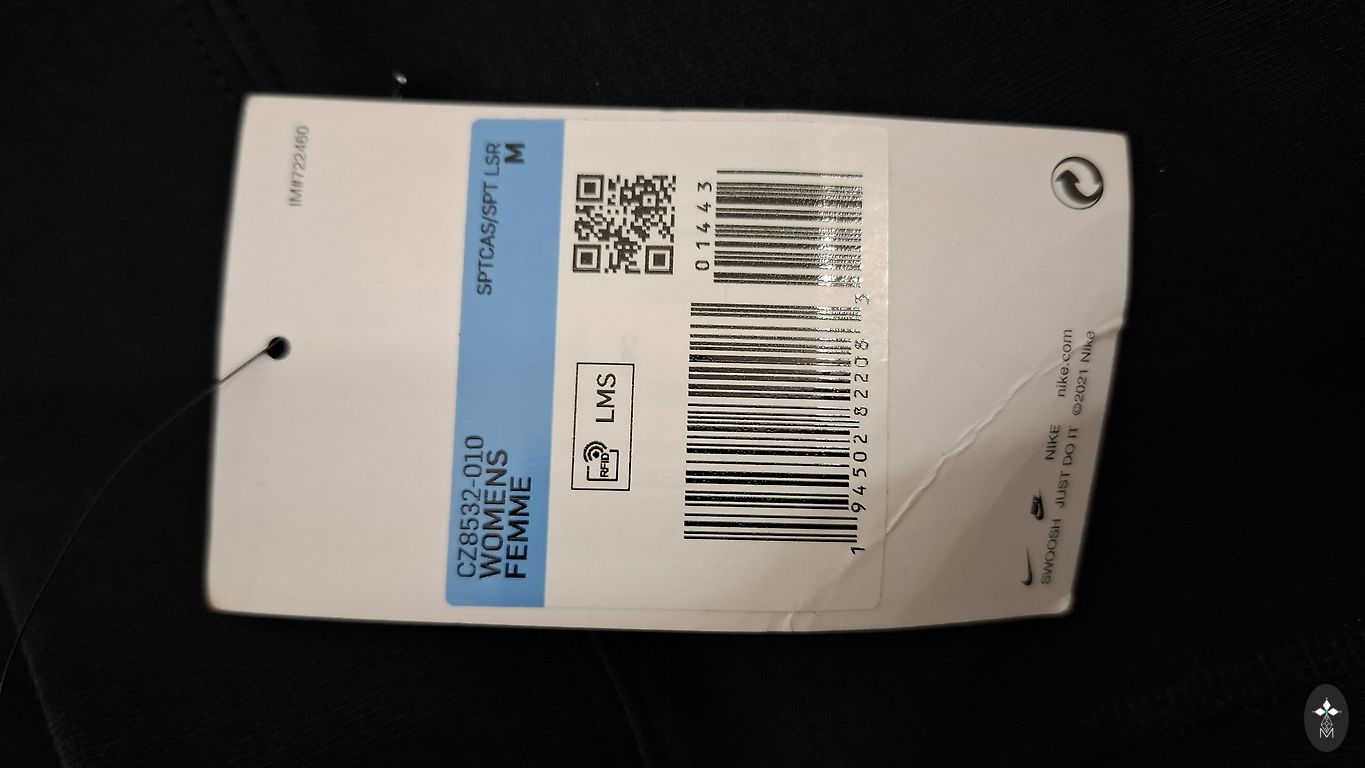 IM#722460
CZ8532-010
SPTCAS/SPT LSR
WOMENS
M
FEMME
RFID
LMS
01443
1 94502 82208 3
NIKE
nike.com
SWOOSH
JUST DO IT
©2021 Nike
M